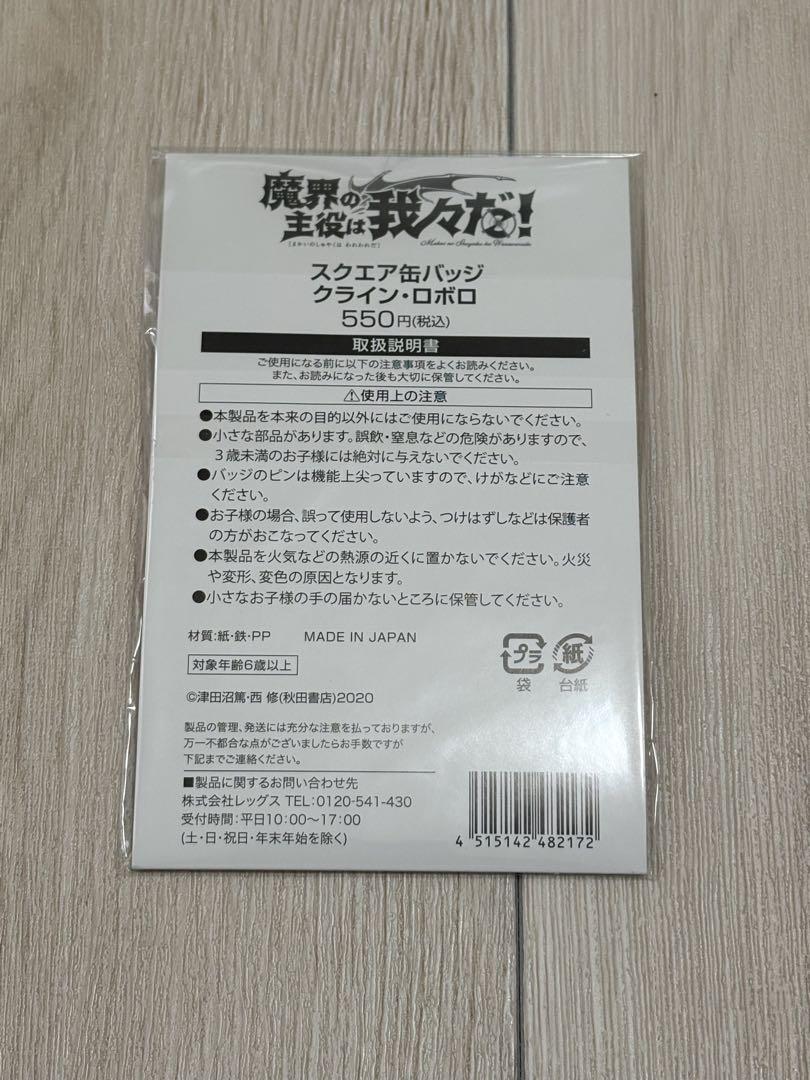 魔界の
主役は我々だ!
(まかいのしゅやくは われわれだ)
スクエア缶バッジ
クライン・ロボロ
550円(税込)
取扱説明書
ご使用になる前に以下の注意事項をよくお読みください。
また、お読みになった後も大切に保管してください。
⚠使用上の注意
●本製品を本来の目的以外にはご使用にならないでください。
●小さな部品があります。誤飲・窒息などの危険がありますので、
3歳未満のお子様には絶対に与えないでください。
●バッジのピンは機能上尖っていますので、けがなどにご注意
ください。
●お子様の場合、誤って使用しないよう、つけはずしなどは保護者
の方がおこなってください。
●本製品を火気などの熱源の近くに置かないでください。火災
や変形、変色の原因となります。
●小さなお子様の手の届かないところに保管してください。
材質:紙・鉄・PP MADE IN JAPAN
対象年齢6歳以上
プラ 紙
袋 台紙
©津田沼篤・西 修(秋田書店)2020
製品の管理、発送には充分な注意を払っておりますが、
万一不都合な点がございましたらお手数ですが
下記までご連絡ください。
■製品に関するお問い合わせ先
株式会社レッグス TEL:0120-541-430
受付時間:平日10:00〜17:00
(土・日・祝日・年末年始を除く)
4 515142 482172